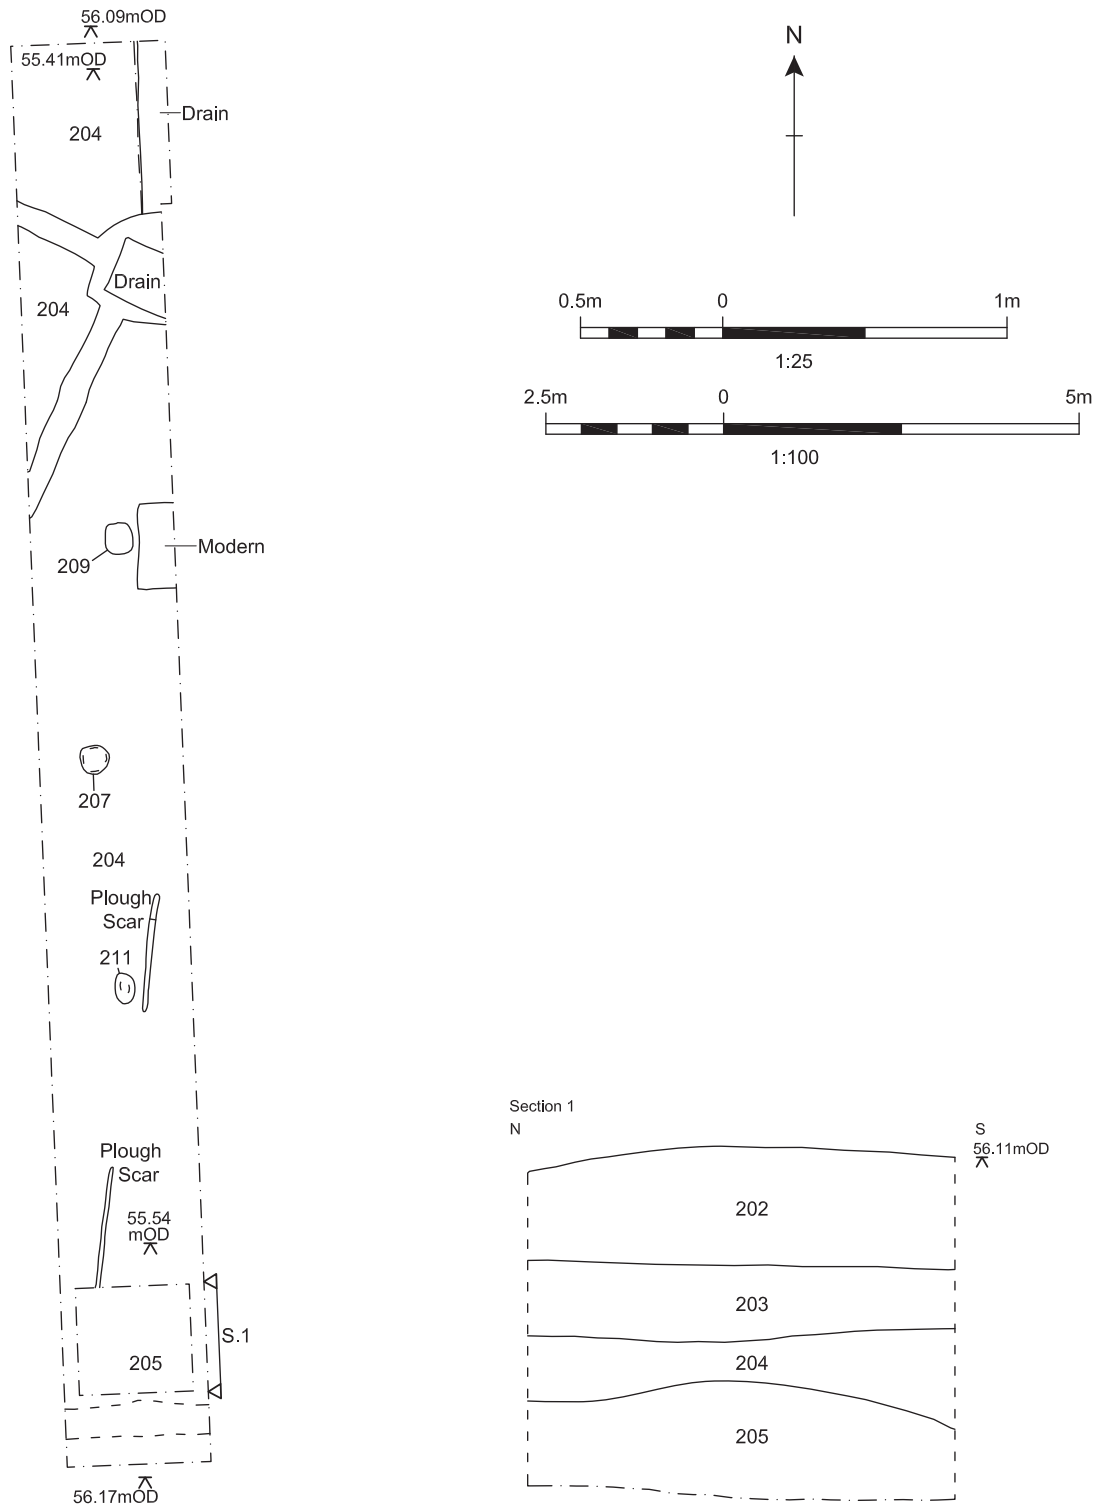 56.09mOD
55.41mOD
Drain
204
Drain
204
209
Modern
207
204
Plough
Scar
211
Plough
Scar
55.54
mOD
S.1
205
56.17mOD
N
0.5m 0 1m
1:25
2.5m 0 5m
1:100
Section 1
N S
56.11mOD
202
203
204
205